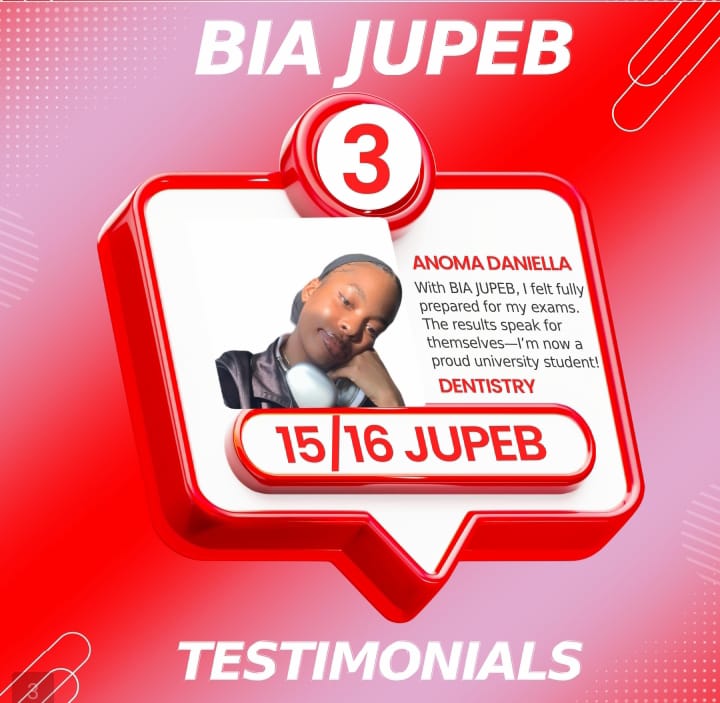 BIA JUPEB
3
ANOMA DANIELLA
With BIA JUPEB, I felt fully
prepared for my exams.
The results speak for
themselves—I'm now a
proud university student!
DENTISTRY
15/16 JUPEB
TESTIMONIALS
3